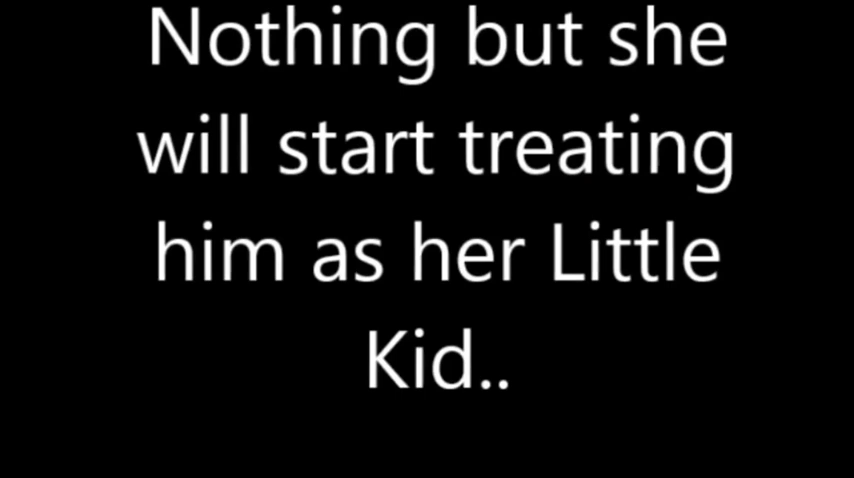 Nothing but she
will start treating
him as her Little
Kid..